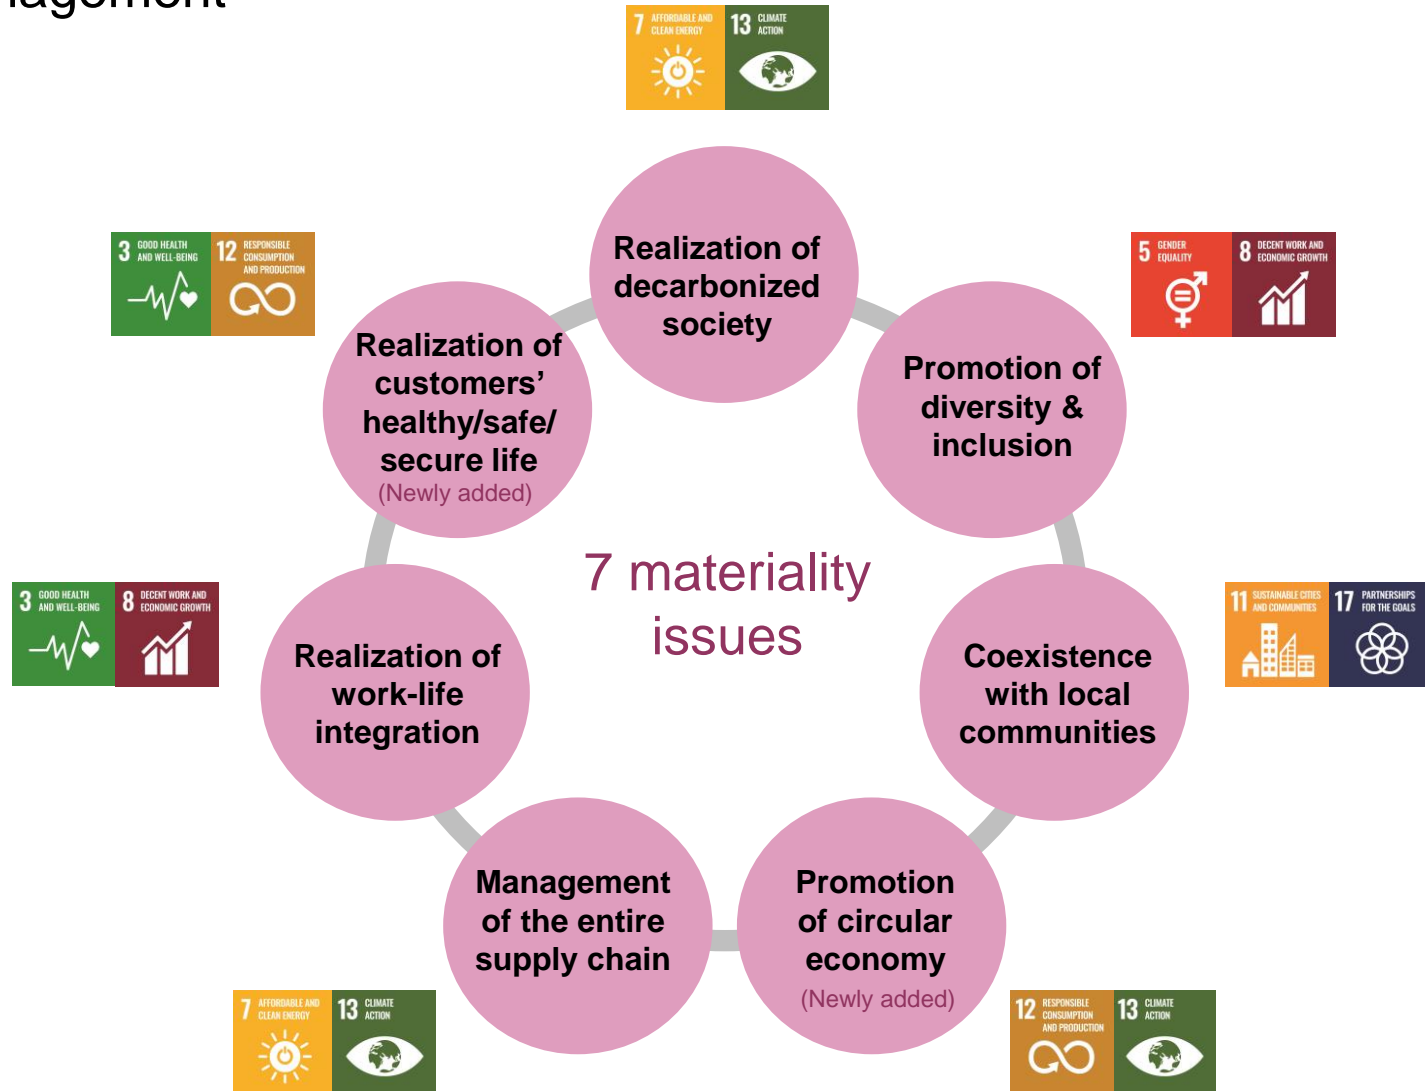 nagement
7 AFFORDABLE AND
CLEAN ENERGY
13 CLIMATE
ACTION
3 GOOD HEALTH
AND WELL-BEING
12 RESPONSIBLE
CONSUMPTION
AND PRODUCTION
Realization of
decarbonized
society
5 GENDER
EQUALITY
8 DECENT WORK AND
ECONOMIC GROWTH
Realization of
customers’
healthy/safe/
secure life
(Newly added)
Promotion of
diversity &
inclusion
7 materiality
issues
3 GOOD HEALTH
AND WELL-BEING
8 DECENT WORK AND
ECONOMIC GROWTH
Realization of
work-life
integration
Coexistence
with local
communities
11 SUSTAINABLE CITIES
AND COMMUNITIES
17 PARTNERSHIPS
FOR THE GOALS
Management
of the entire
supply chain
Promotion
of circular
economy
(Newly added)
7 AFFORDABLE AND
CLEAN ENERGY
13 CLIMATE
ACTION
12 RESPONSIBLE
CONSUMPTION
AND PRODUCTION
13 CLIMATE
ACTION